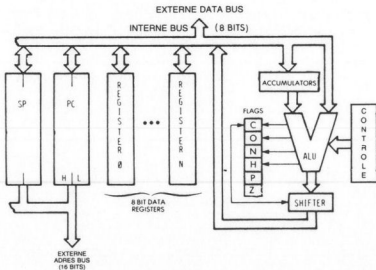 EXTERNE DATA BUS
INTERNE BUS (8 BITS)
SP
PC
H L
REGISTER 0
REGISTER N
8 BIT DATA
REGISTERS
EXTERNE
ADRES BUS
(16 BITS)
ACCUMULATORS
FLAGS
C
O
N
H
P
Z
ALU
SHIFTER
CONTROLE